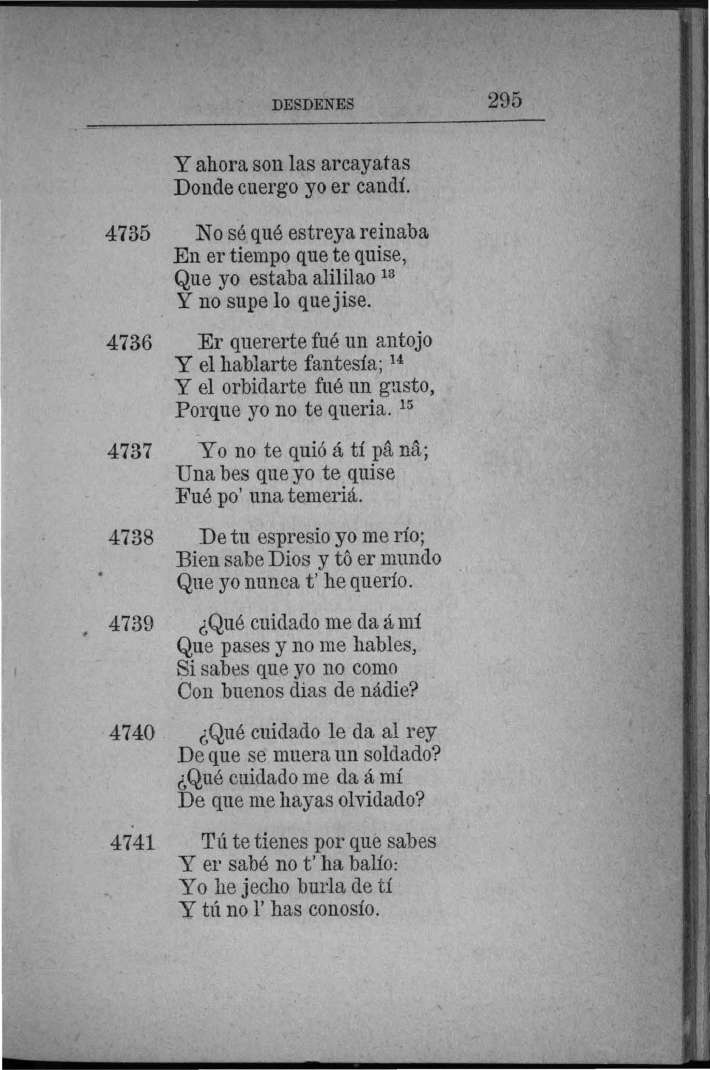 DESDENES 295
Y ahora son las arcayatas
Donde cuergo yo er candí.
4735 No sé qué estreya reinaba
En er tiempo que te quise,
Que yo estaba alililao 13
Y no supe lo que jise.
4736 Er quererte fué un antojo
Y el hablarte fantesía; 14
Y el orbidarte fué un gusto,
Porque yo no te queria. 15
4737 Yo no te quió á tí pâ nâ;
Una bes que yo te quise
Fué po' una temeriá.
4738 De tu espresio yo me río;
Bien sabe Dios y tô er mundo
Que yo nunca t' he querío.
4739 ¿Qué cuidado me da á mí
Que pases y no me hables,
Si sabes que yo no como
Con buenos dias de nádie?
4740 ¿Qué cuidado le da al rey
De que se muera un soldado?
¿Qué cuidado me da á mí
De que me hayas olvidado?
4741 Tú te tienes por que sabes
Y er sabé no t' ha balío:
Yo he jecho burla de tí
Y tú no l' has conosío.